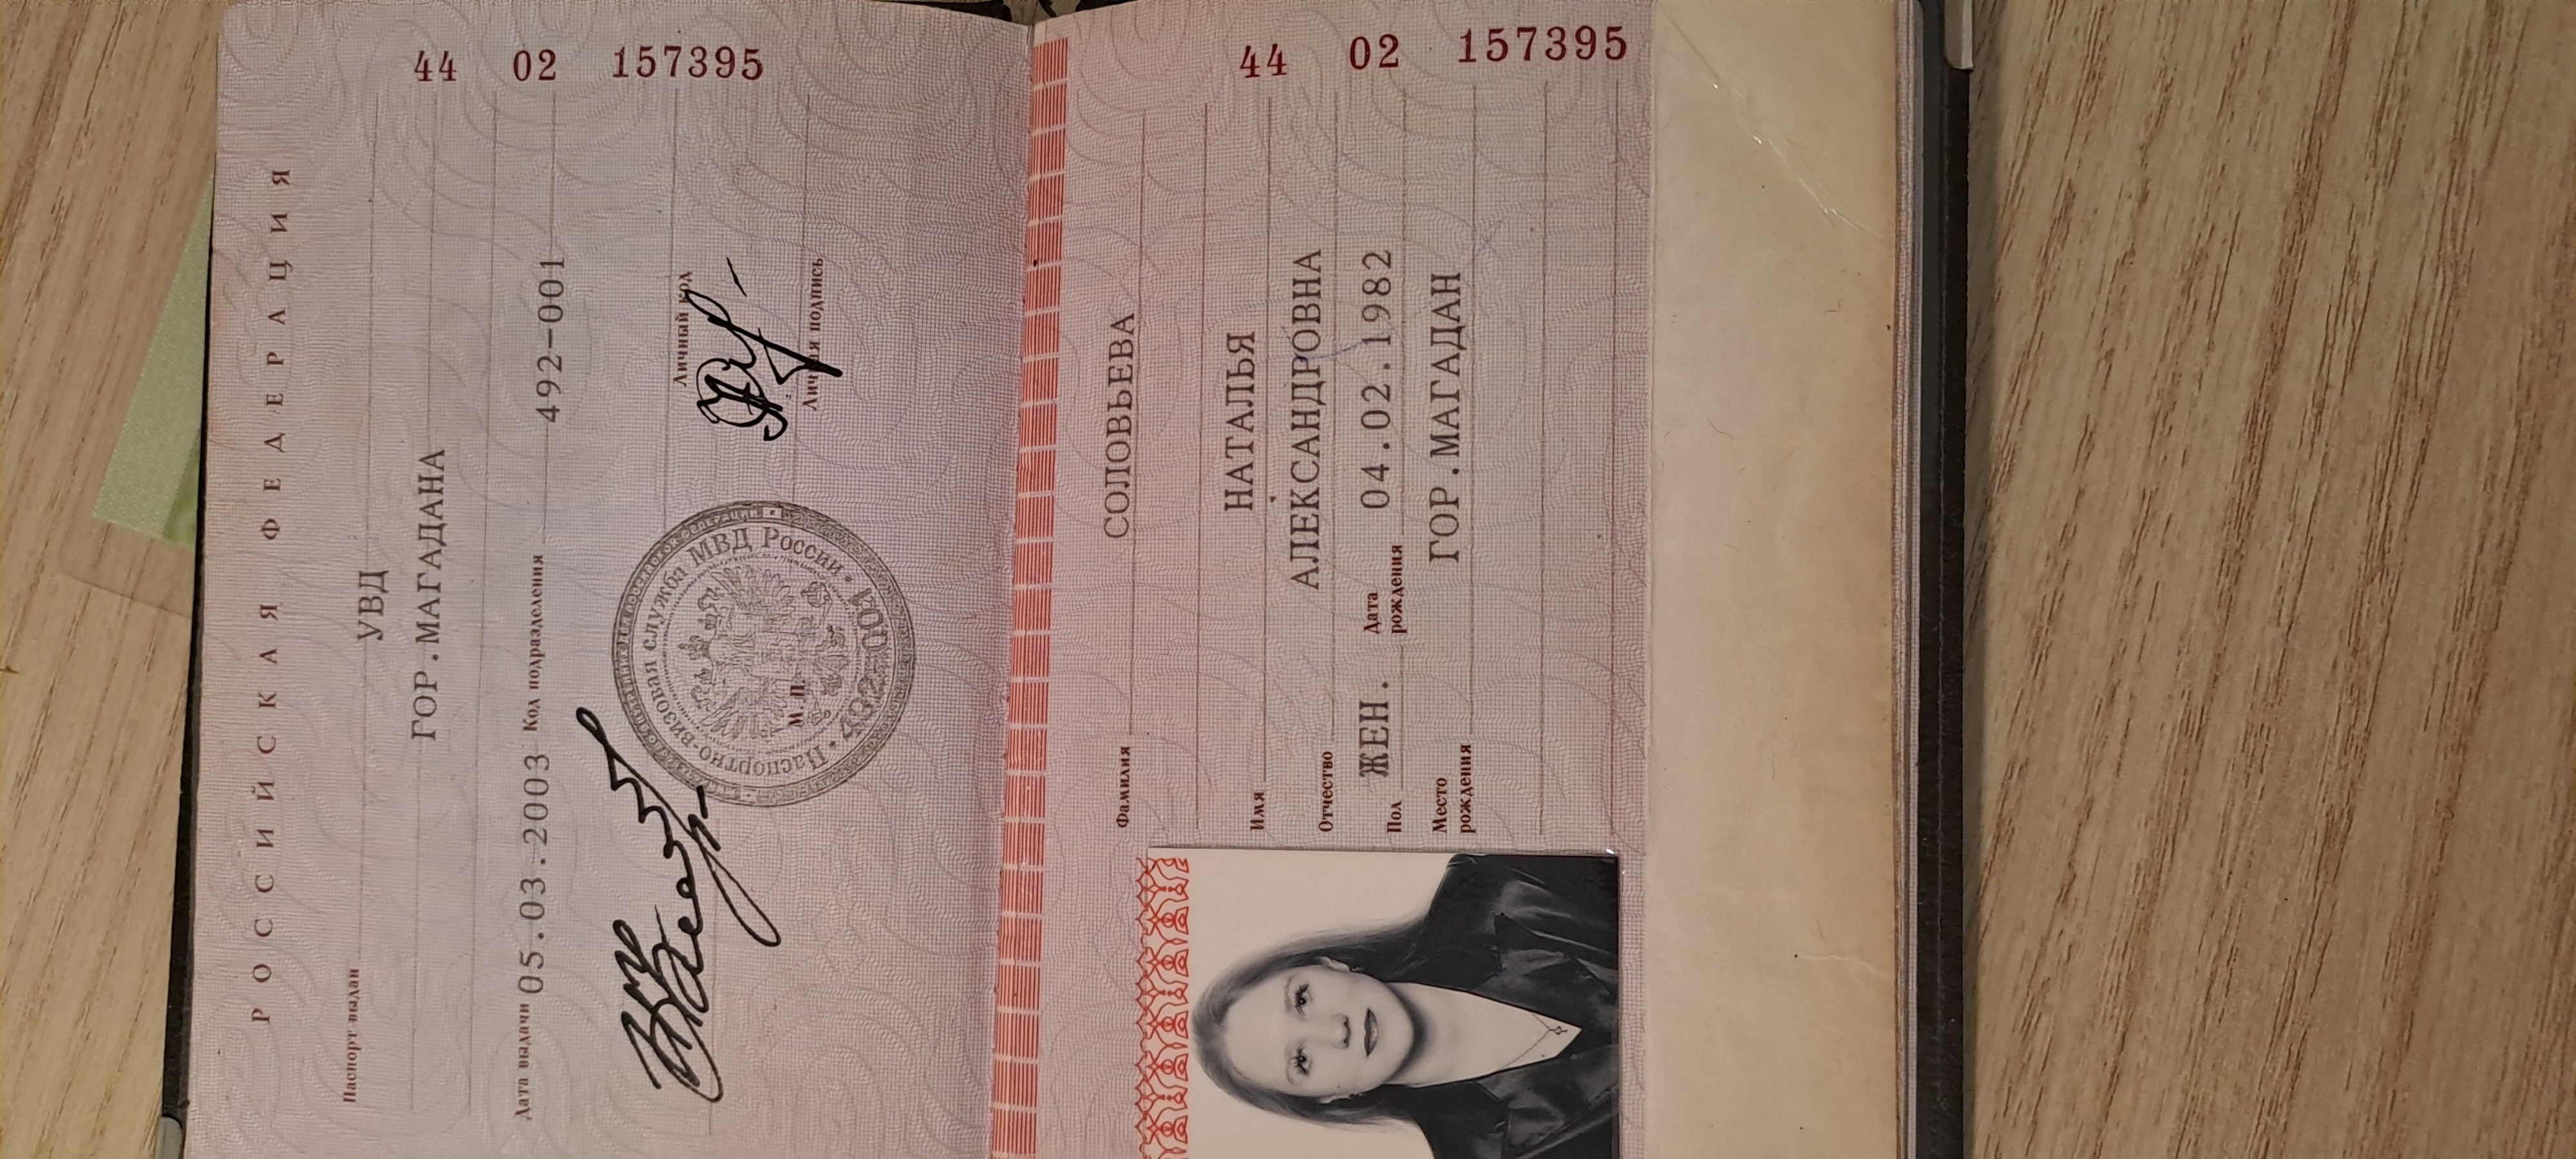 РОССИЙСКАЯ ФЕДЕРАЦИЯ
Паспорт выдан УВД
ГОР.МАГАДАНА
Дата выдачи 05.03.2003 Код подразделения 492-001
Личный код
Паспортно-визовая служба МВД России
492-001
М. П.
Личная подпись
44 02 157395
Фамилия СОЛОВЬЕВА
Имя НАТАЛЬЯ
Отчество АЛЕКСАНДРОВНА
Пол ЖЕН. Дата рождения 04.02.1982
Место рождения ГОР.МАГАДАН
44 02 157395